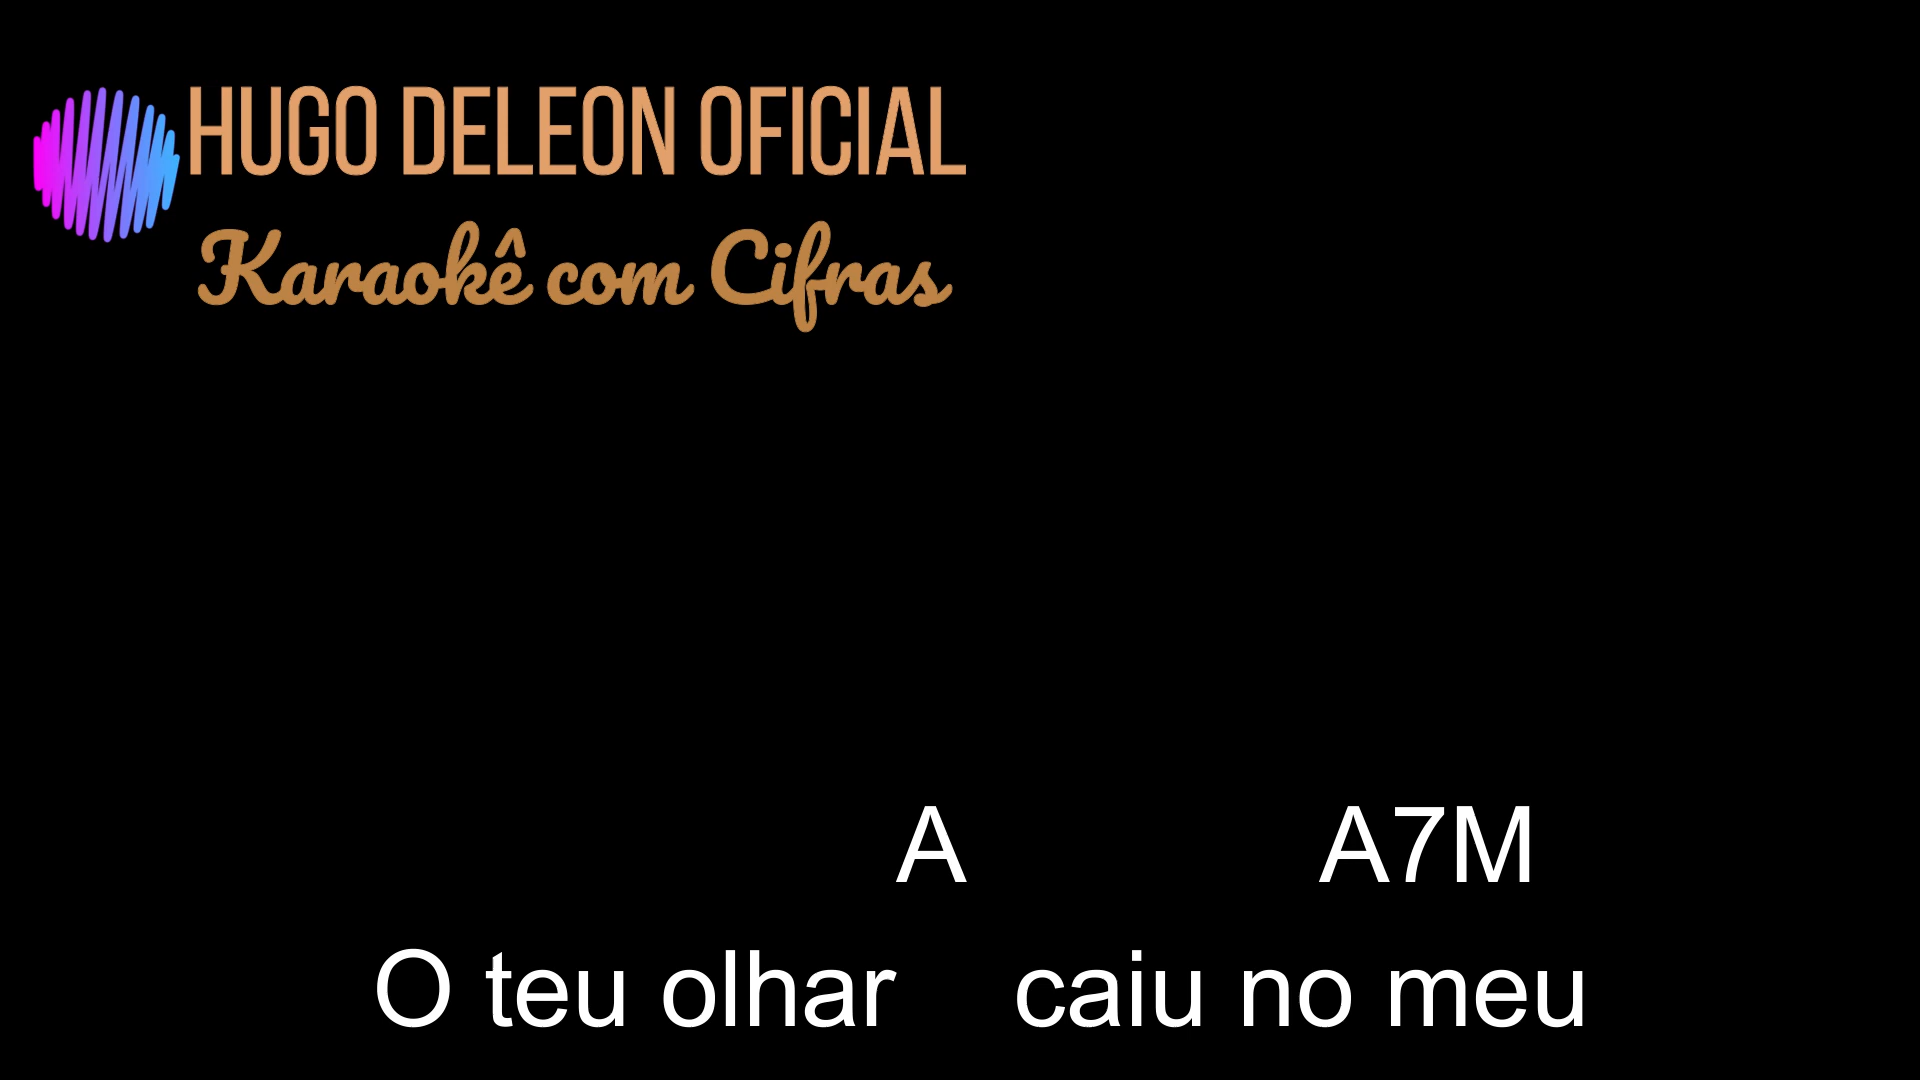 HUGO DELEON OFICIAL
Karaokê com Cifras
A A7M
O teu olhar caiu no meu